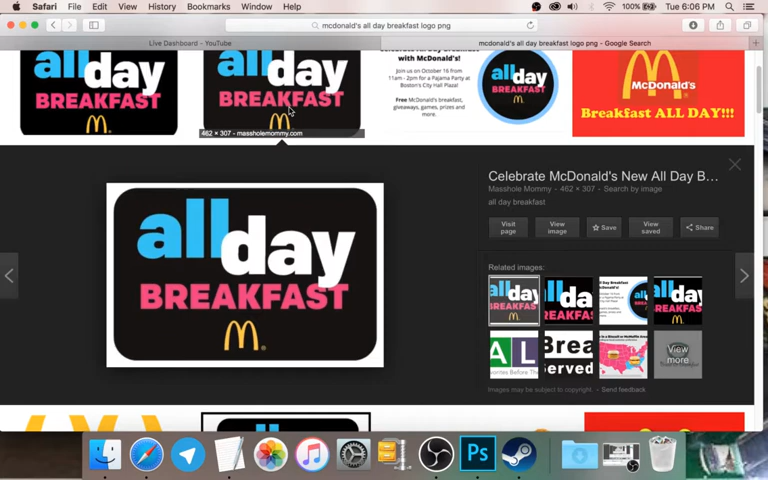 Safari File Edit View History Bookmarks Window Help 100% Tue 6:06 PM
mcdonald's all day breakfast logo png
Live Dashboard - YouTube
mcdonald's all day breakfast logo png - Google Search
all day
BREAKFAST
all day
BREAKFAST
with McDonald's!
Join us on October 16 from
11am - 2pm for a Pajama Party at
Boston's City Hall Plaza!
Free McDonald's breakfast,
giveaways, games, prizes and
more.
all day
BREAKFAST
McDonald's
Breakfast ALL DAY!!!
462 × 307 - massholemommy.com
all day
BREAKFAST
Celebrate McDonald's New All Day B...
Masshole Mommy - 462 × 307 - Search by image
all day breakfast
Visit page
View image
Save
View saved
Share
Related images:
View more
Images may be subject to copyright. - Send feedback
all day
Ps